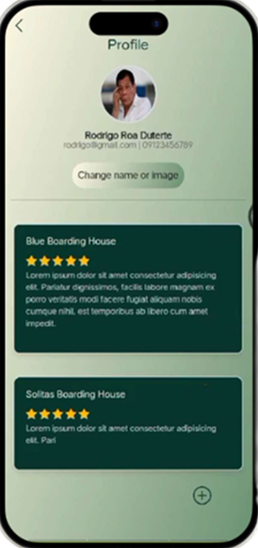 Profile
Rodrigo Roa Duterte
rodrigo@gmail.com | 09123456789
Change name or image
Blue Boarding House
Lorem ipsum dolor sit amet consectetur adipisicing
elit. Pariatur dignissimos, facilis labore magnam ex
porro veritatis modi facere fugiat aliquam nobis
cumque nihil, est temporibus ab libero cum amet
impedit.
Solitas Boarding House
Lorem ipsum dolor sit amet consectetur adipisicing
elit. Pari